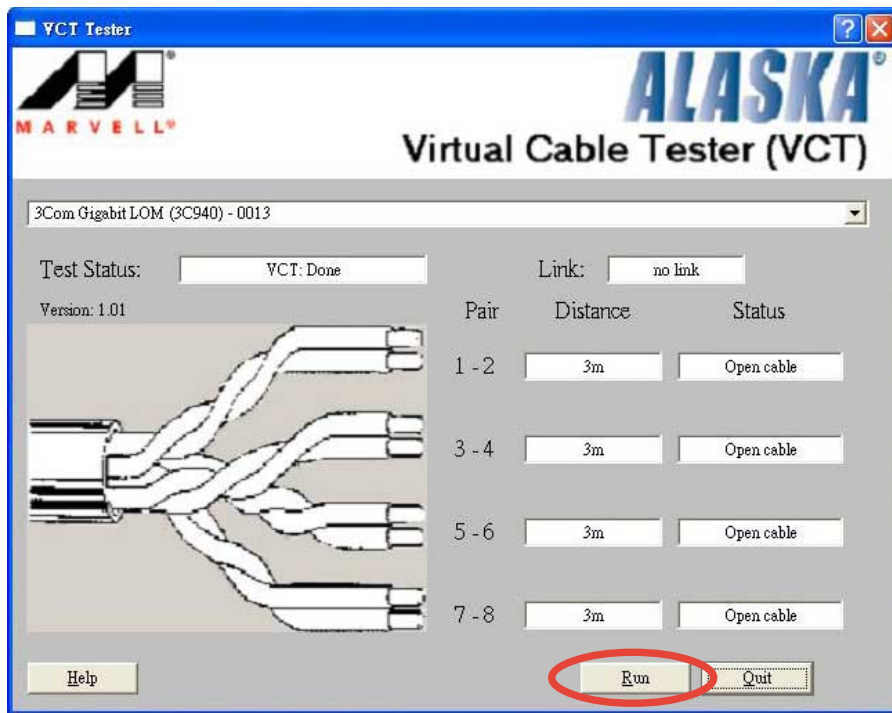 VCT Tester
MARVELL®
ALASKA®
Virtual Cable Tester (VCT)
3Com Gigabit LOM (3C940) - 0013
Test Status: VCT: Done Link: no link
Version: 1.01
Pair Distance Status
1 - 2 3m Open cable
3 - 4 3m Open cable
5 - 6 3m Open cable
7 - 8 3m Open cable
Help Run Quit